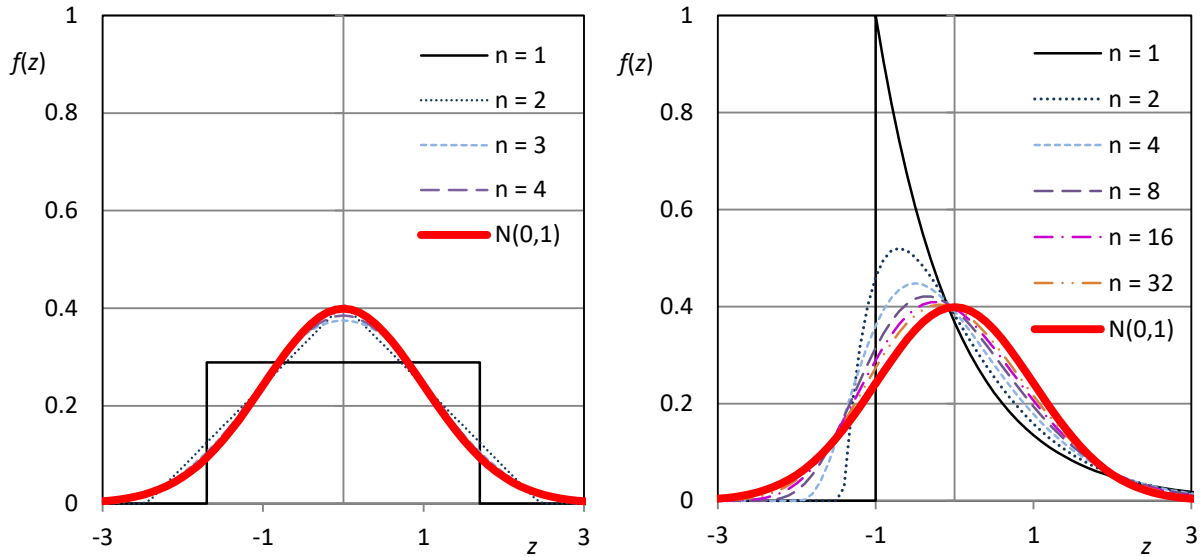 1
f(z)
0.8
0.6
0.4
0.2
0
-3
-1
1
3
z
n = 1
n = 2
n = 3
n = 4
N(0,1)
1
f(z)
0.8
0.6
0.4
0.2
0
-3
-1
1
3
z
n = 1
n = 2
n = 4
n = 8
n = 16
n = 32
N(0,1)